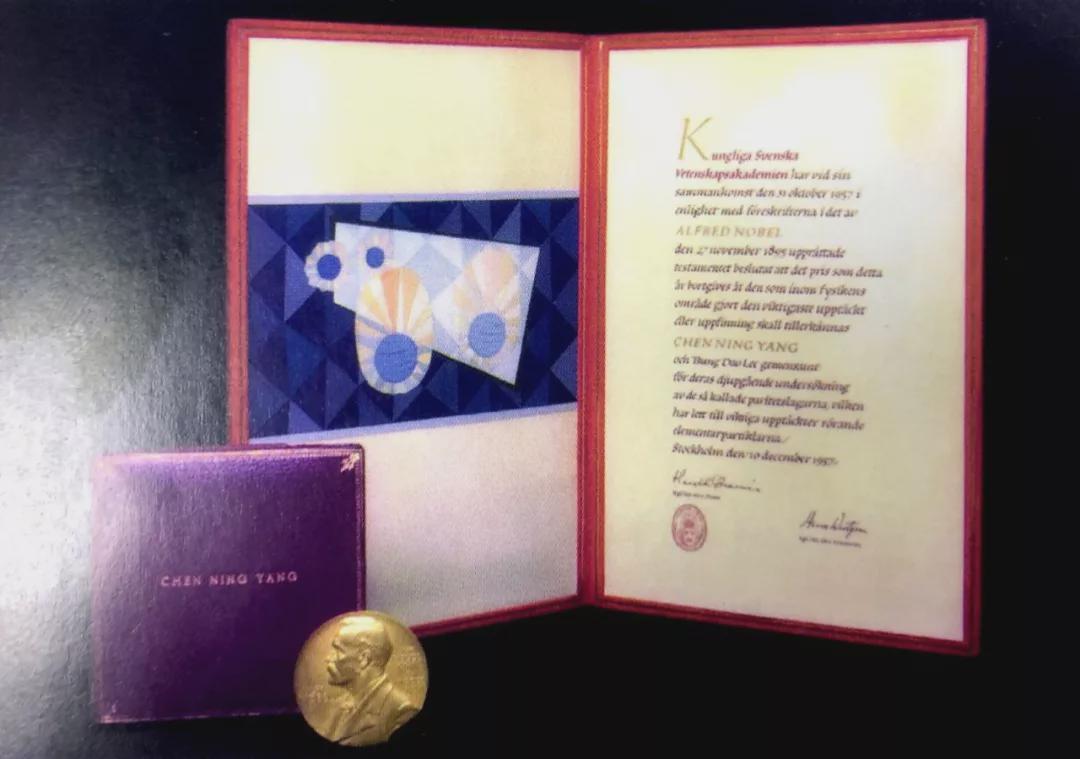 Kungliga Svenska
Vetenskapsakademien har vid sin
sammankomst den 31 oktober 1957 i
enlighet med föreskrifterna i det av
ALFRED NOBEL
den 27 november 1895 upprättade
testamentet beslutat att det pris som detta
år bortgives åt den som inom fysikens
område gjort den viktigaste upptäckt
eller uppfinning skall tillerkännas
CHEN NING YANG
och Tsung Dao Lee gemensamt
för deras djupgående undersökning
av de så kallade paritetslagarna, vilken
har lett till viktiga upptäckter rörande
elementarpartiklarna.
Stockholm den 10 december 1957.
CHEN NING YANG